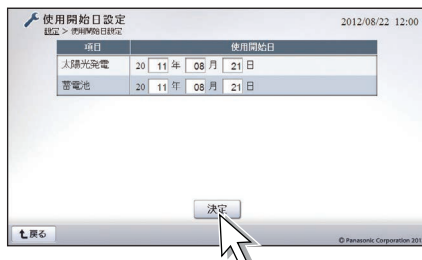 使用開始日設定
2012/08/22 12:00
設定 > 使用開始日設定
項目 使用開始日
太陽光発電 20 11 年 08 月 21 日
蓄電池 20 11 年 08 月 21 日
決定
戻る
© Panasonic Corporation 201